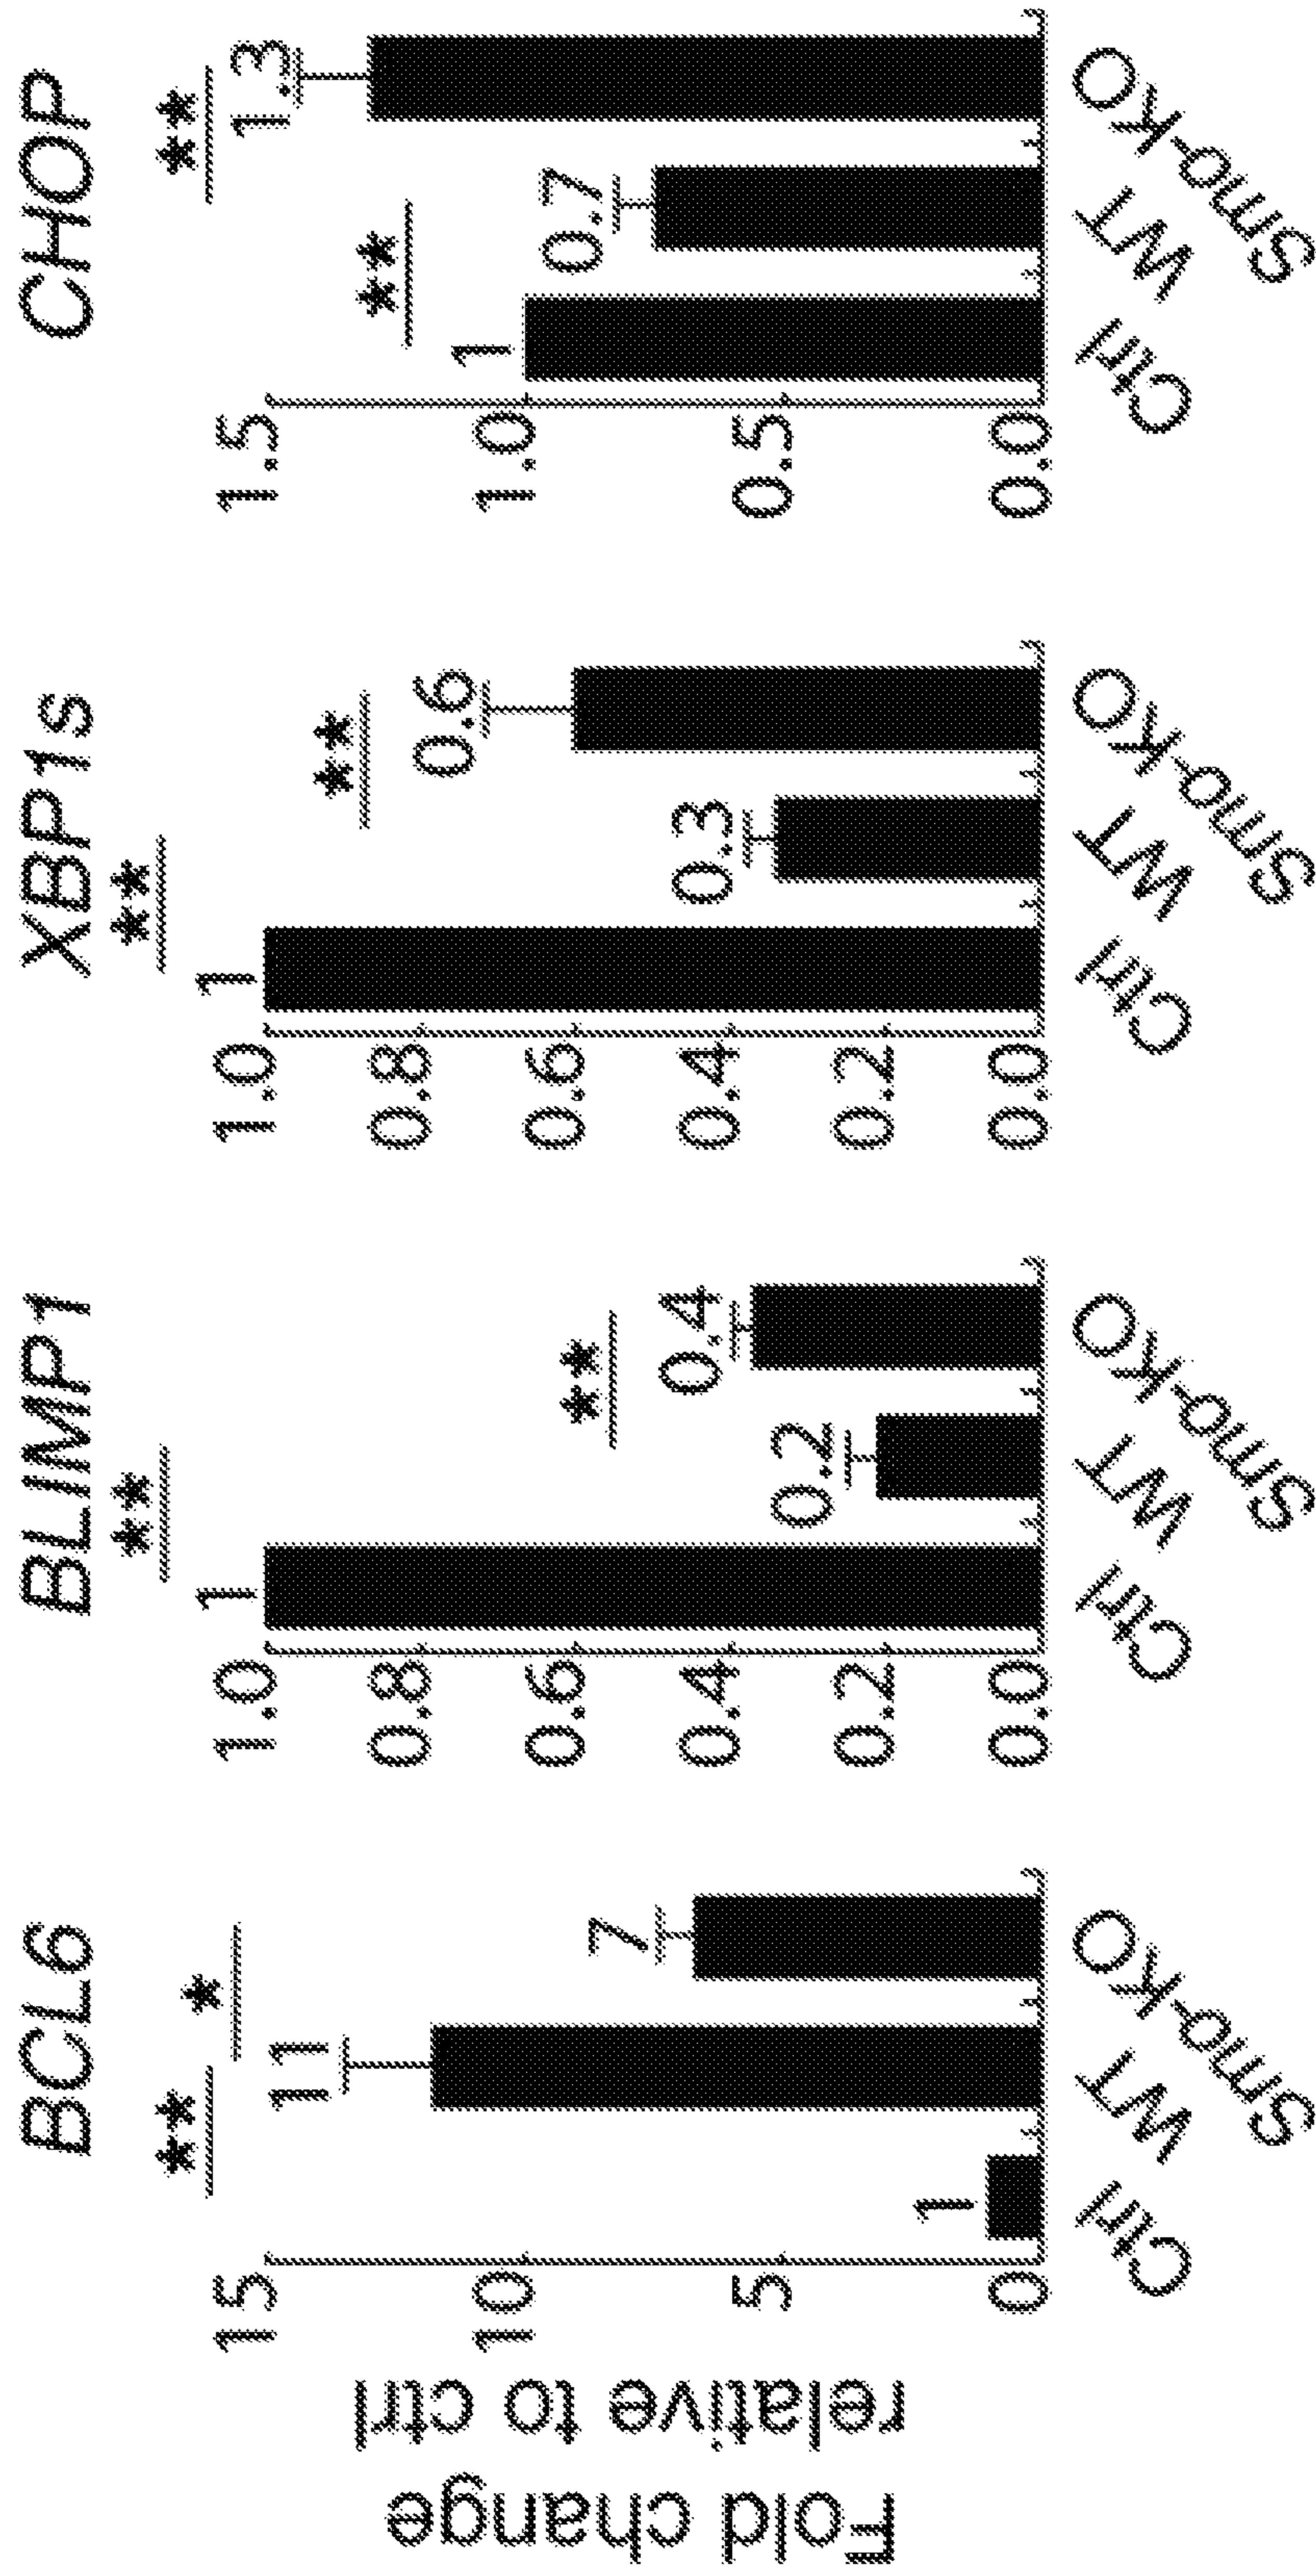 Fold change
relative to ctrl
BCL6
** *
15
10
5
0
1
11
7
Ctrl
WT
Smo-KO
BLIMP1
**
**
1.0
0.8
0.6
0.4
0.2
0.0
1
0.2
0.4
Ctrl
WT
Smo-KO
XBP1s
**
**
1.0
0.8
0.6
0.4
0.2
0.0
1
0.3
0.6
Ctrl
WT
Smo-KO
CHOP
**
**
1.5
1.0
0.5
0.0
1
0.7
1.3
Ctrl
WT
Smo-KO